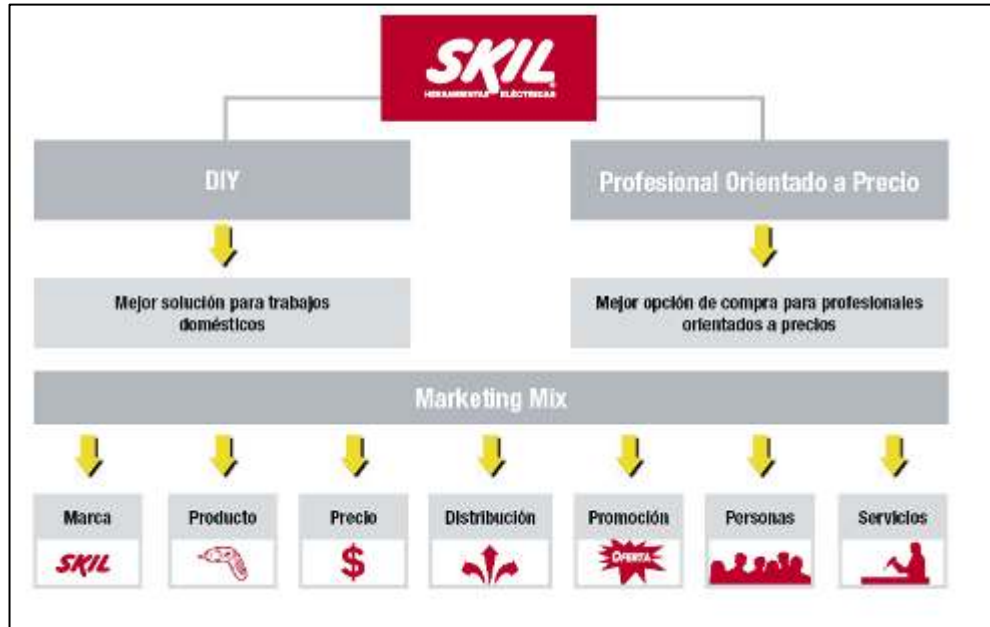 SKIL
HERRAMIENTAS ELÉCTRICAS
DIY
Profesional Orientado a Precio
Mejor solución para trabajos
domésticos
Mejor opción de compra para profesionales
orientados a precios
Marketing Mix
Marca
Producto
Precio
Distribución
Promoción
Personas
Servicios
SKIL
$
OFERTA